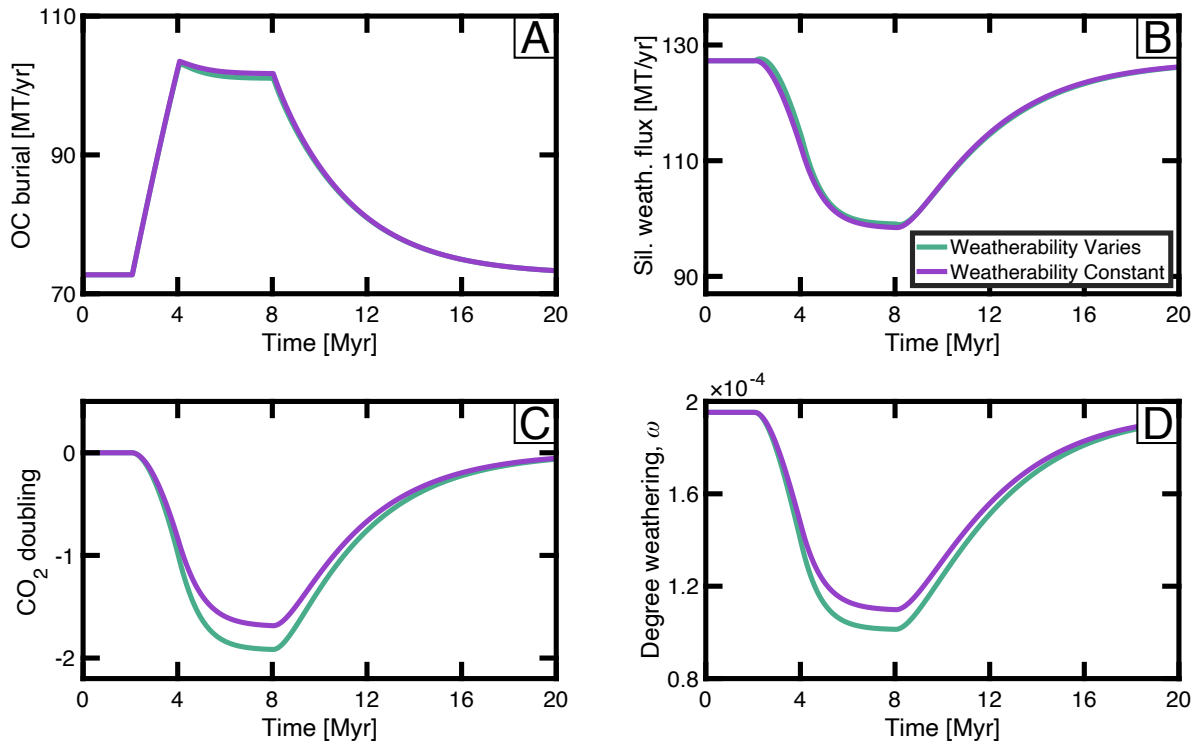 A
OC burial [MT/yr]
110
90
70
0 4 8 12 16 20
Time [Myr]
B
Sil. weath. flux [MT/yr]
130
110
90
Weatherability Varies
Weatherability Constant
0 4 8 12 16 20
Time [Myr]
C
CO₂ doubling
0
-1
-2
0 4 8 12 16 20
Time [Myr]
×10⁻⁴
D
Degree weathering, ω
2
1.6
1.2
0.8
0 4 8 12 16 20
Time [Myr]